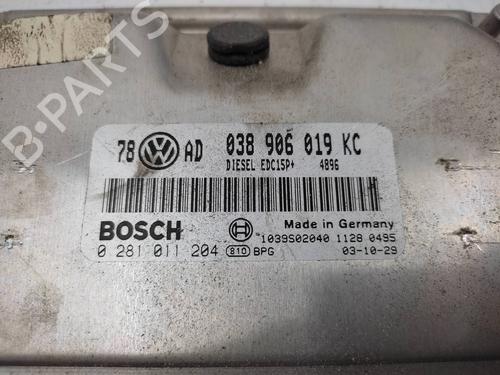 B-PARTS
78 AD 038 906 019 KC
DIESEL EDC15P+ 4896
BOSCH
Made in Germany
1039S02040 1128 0495
0 281 011 204 810 BPG 03-10-29